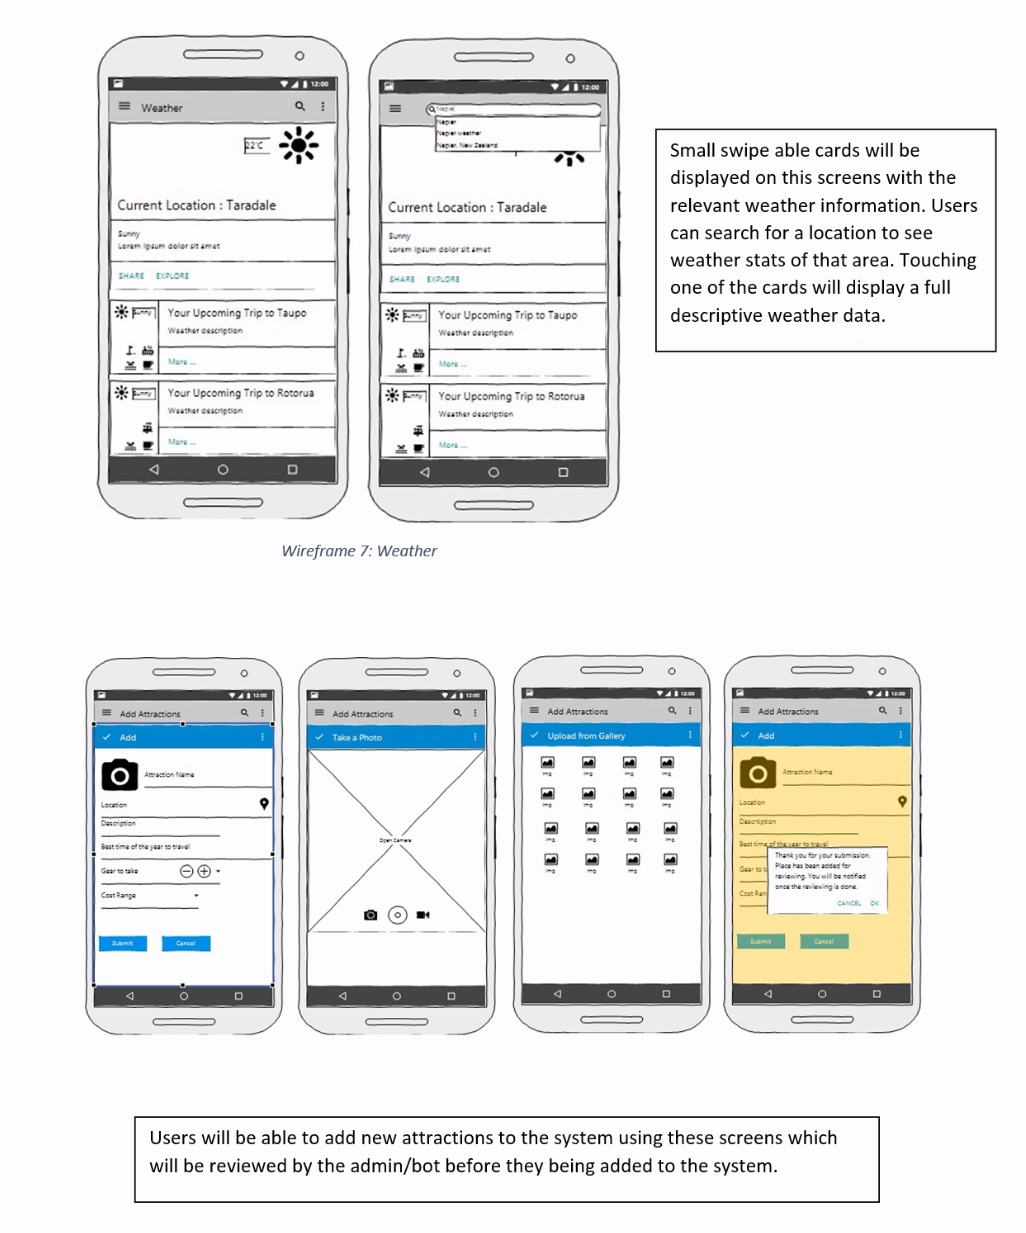 12:00
Weather
22°C
Current Location : Taradale
Sunny
Lorem ipsum dolor sit amet
SHARE EXPLORE
Sunny
Your Upcoming Trip to Taupo
Weather description
More ...
Sunny
Your Upcoming Trip to Rotorua
Weather description
More ...
12:00
Napier
Napier weather
Napier, New Zealand
Current Location : Taradale
Sunny
Lorem ipsum dolor sit amet
SHARE EXPLORE
Sunny
Your Upcoming Trip to Taupo
Weather description
More ...
Sunny
Your Upcoming Trip to Rotorua
Weather description
More ...
Small swipe able cards will be
displayed on this screens with the
relevant weather information. Users
can search for a location to see
weather stats of that area. Touching
one of the cards will display a full
descriptive weather data.
Wireframe 7: Weather
12:00
Add Attractions
Add
Attraction Name
Location
Description
Best time of the year to travel
Gear to take
Cost Range
Submit Cancel
12:00
Add Attractions
Take a Photo
Open Camera
12:00
Add Attractions
Upload from Gallery
img img img img
img img img img
img img img img
img img img img
12:00
Add Attractions
Add
Attraction Name
Location
Description
Best time of the year to travel
Gear to
Cost Ran
Thank you for your submission.
Place has been added for
reviewing. You will be notified
once the reviewing is done.
CANCEL OK
Submit Cancel
Users will be able to add new attractions to the system using these screens which
will be reviewed by the admin/bot before they being added to the system.